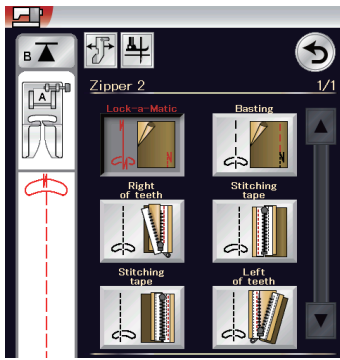 B
A
Zipper 2 1/1
Lock-a-Matic Basting
Right
of teeth
Stitching
tape
Stitching
tape
Left
of teeth